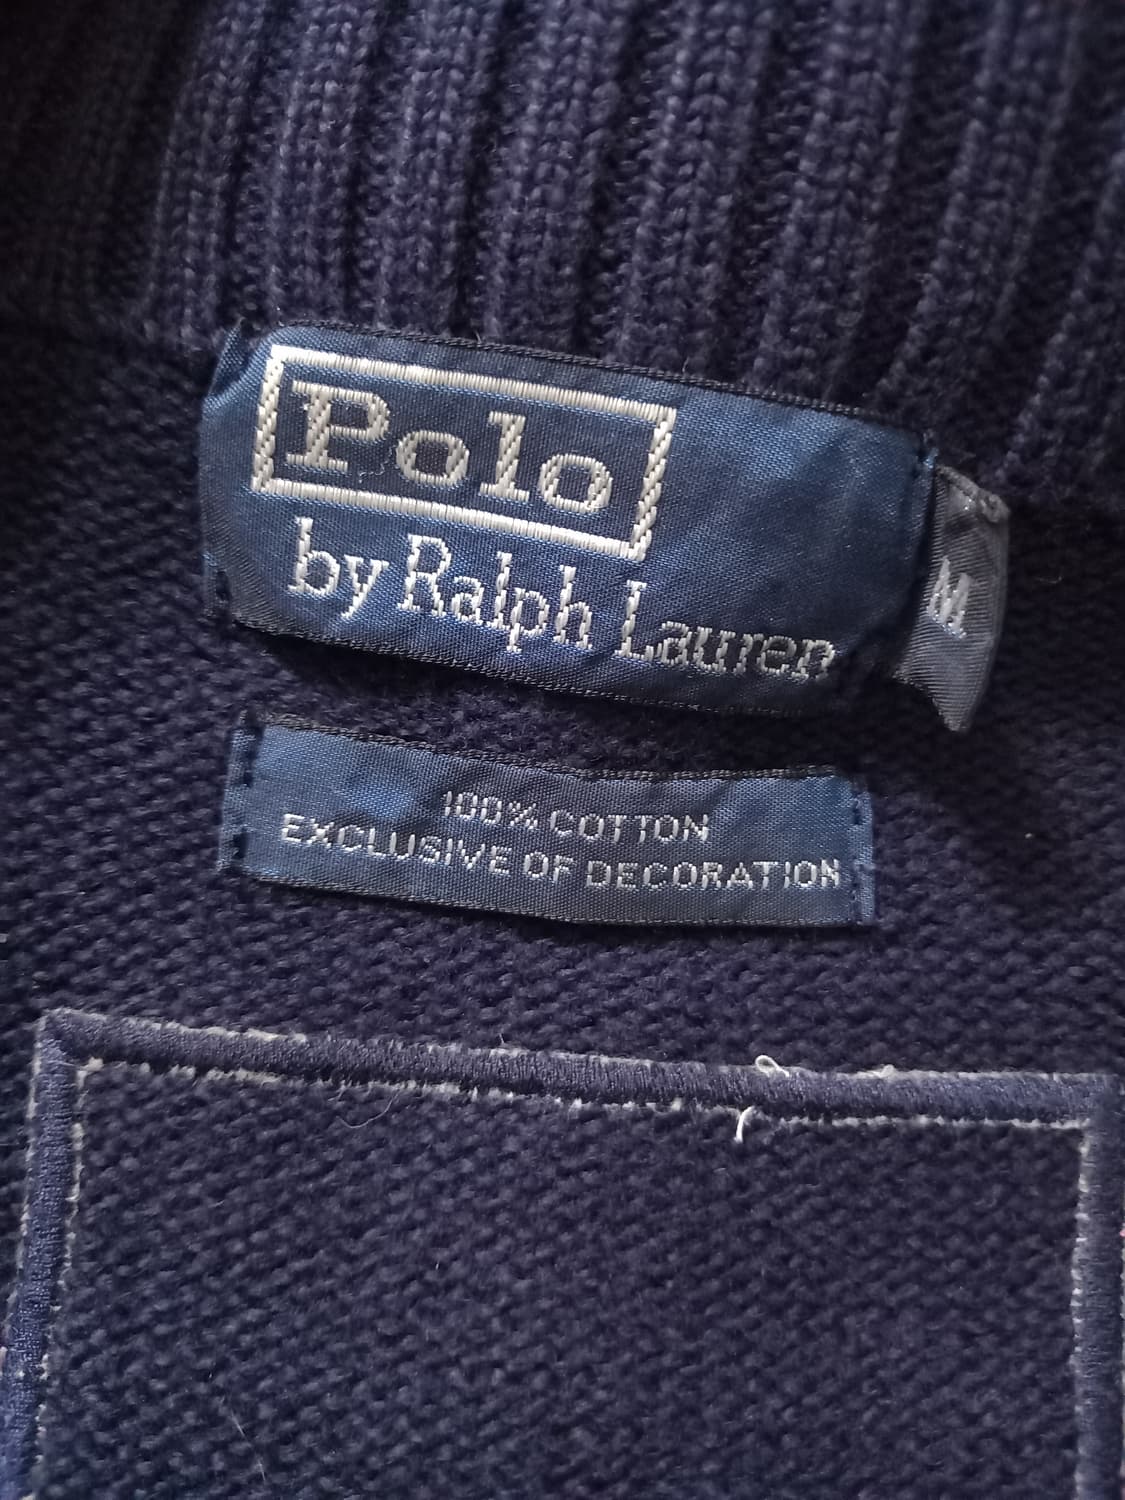 Polo
by Ralph Lauren
M
100% COTTON
EXCLUSIVE OF DECORATION